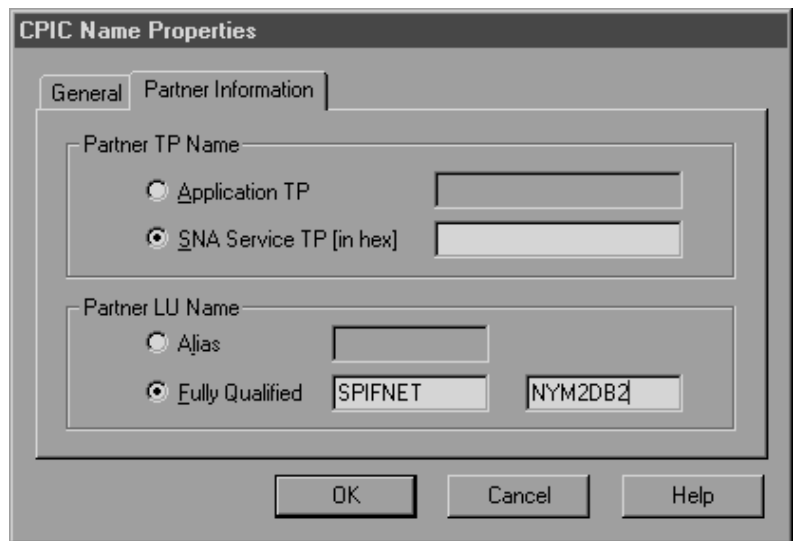 CPIC Name Properties
General Partner Information
Partner TP Name
Application TP
SNA Service TP [in hex]
Partner LU Name
Alias
Fully Qualified SPIFNET NYM2DB2
OK Cancel Help